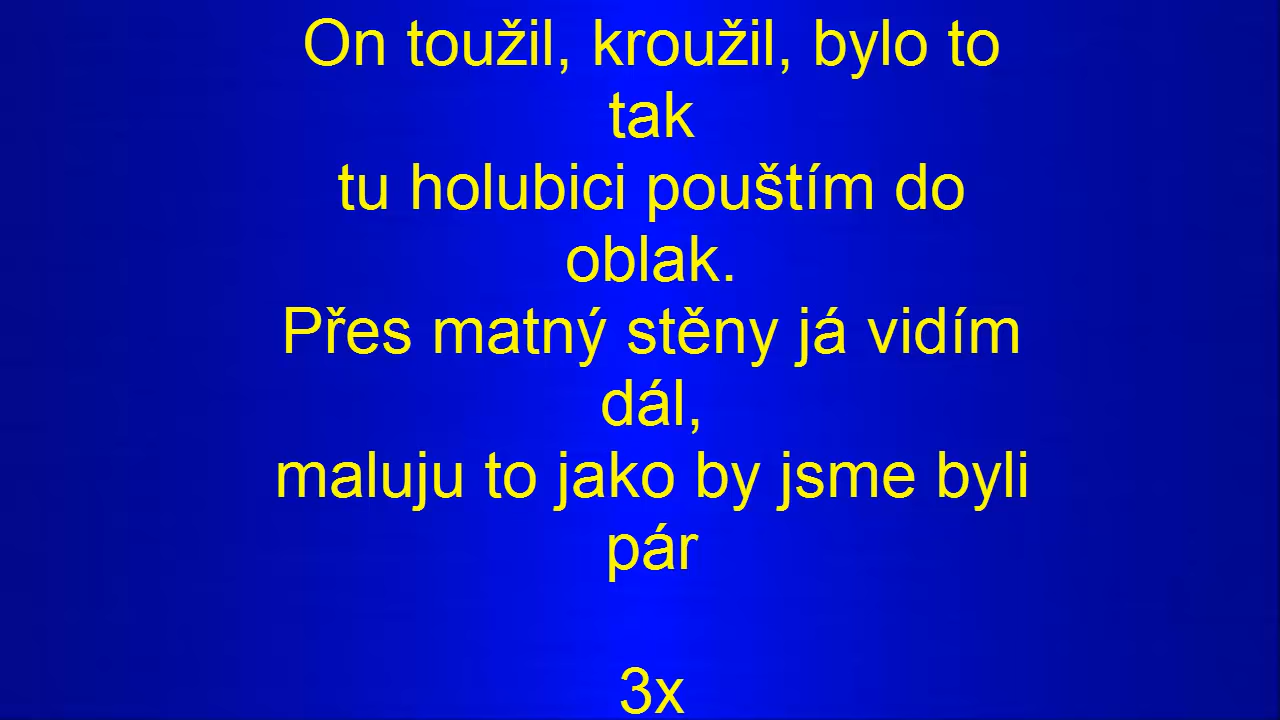 On toužil, kroužil, bylo to
tak
tu holubici pouštím do
oblak.
Přes matný stěny já vidím
dál,
maluju to jako by jsme byli
pár
3x